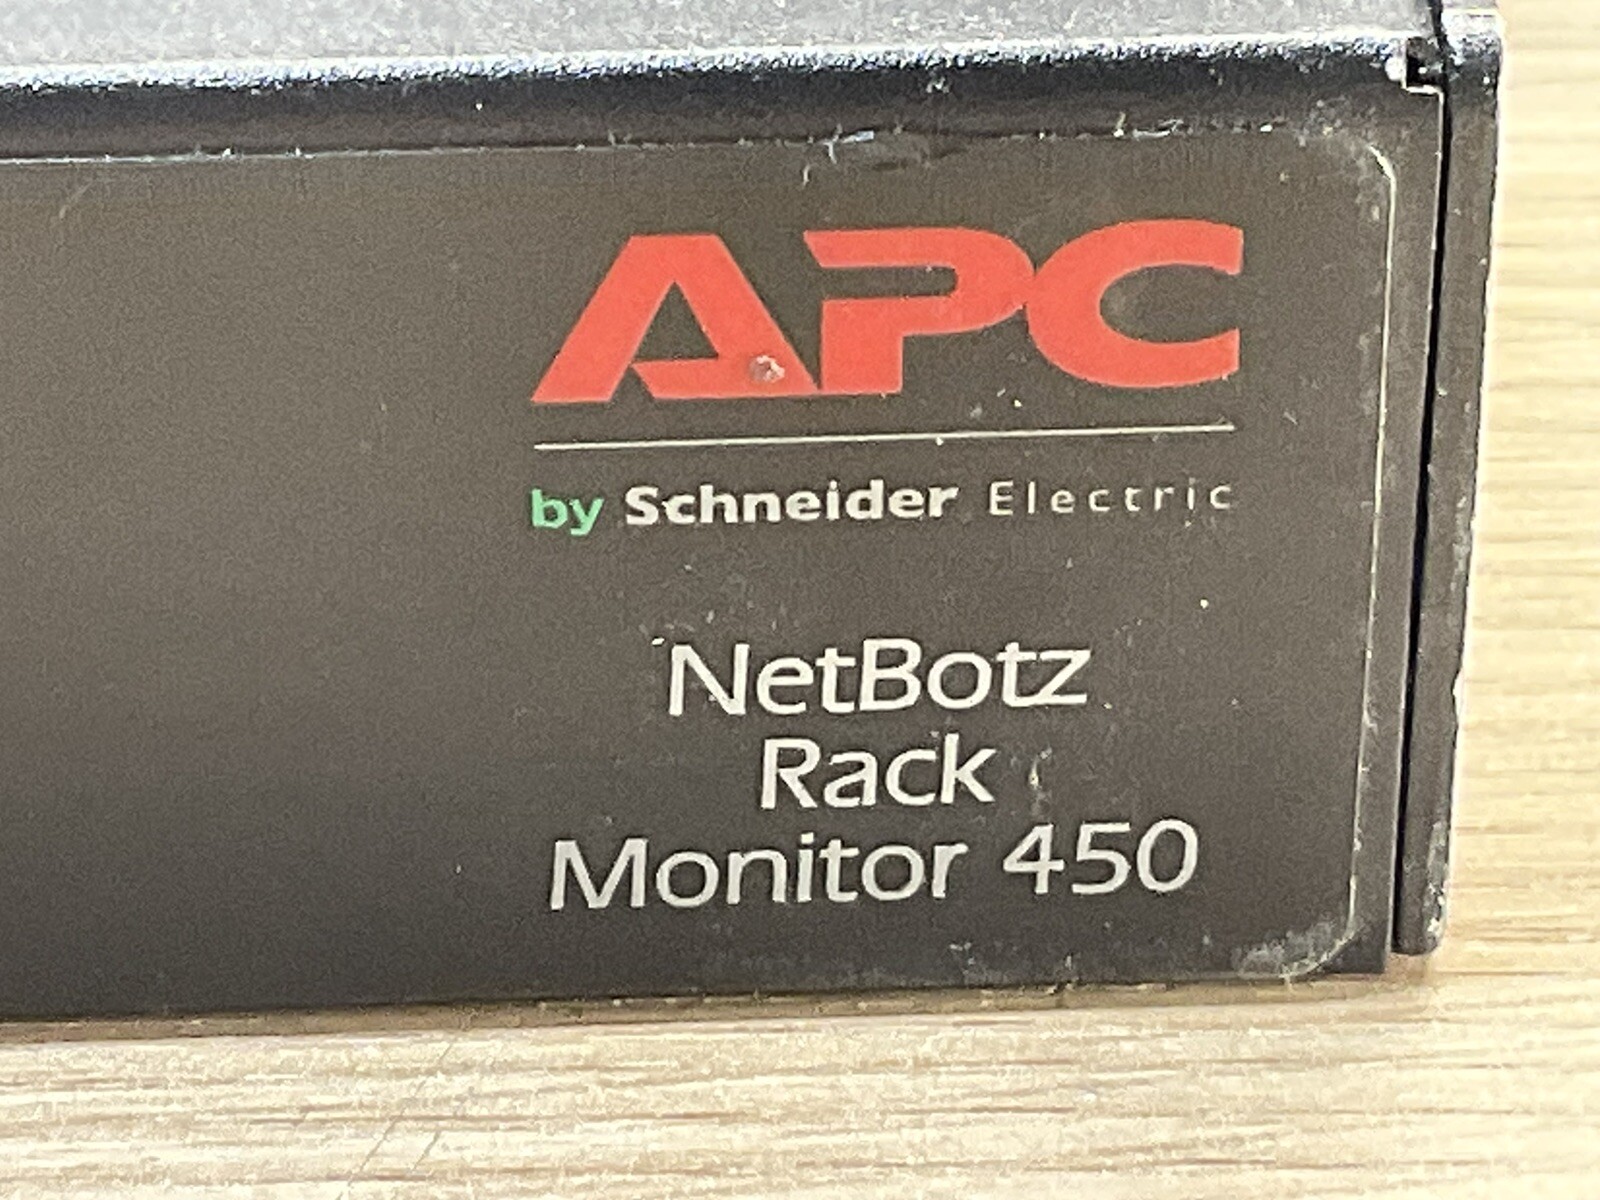 APC
by Schneider Electric
NetBotz
Rack
Monitor 450